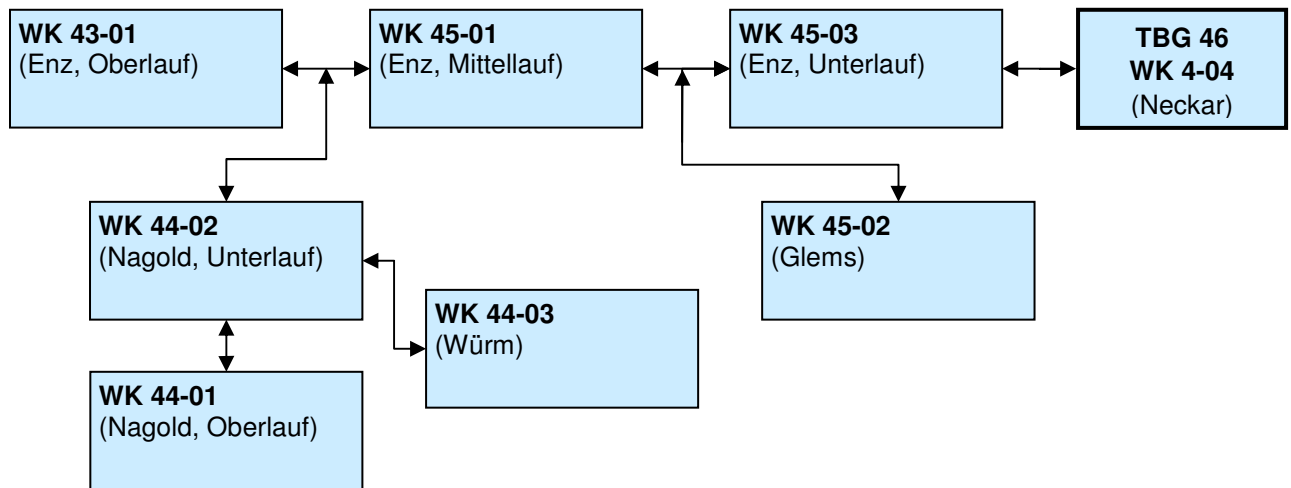 WK 43-01
(Enz, Oberlauf)
WK 45-01
(Enz, Mittellauf)
WK 45-03
(Enz, Unterlauf)
TBG 46
WK 4-04
(Neckar)
WK 44-02
(Nagold, Unterlauf)
WK 45-02
(Glems)
WK 44-03
(Würm)
WK 44-01
(Nagold, Oberlauf)